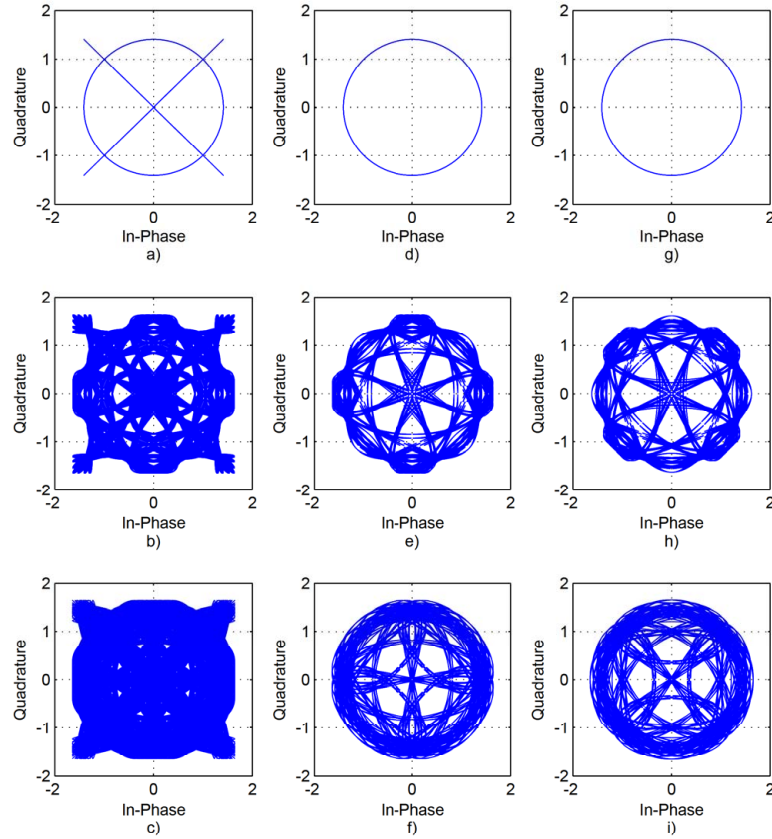 2
1
0
-1
-2
Quadrature
-2 0 2
In-Phase
a)
2
1
0
-1
-2
Quadrature
-2 0 2
In-Phase
d)
2
1
0
-1
-2
Quadrature
-2 0 2
In-Phase
g)
2
1
0
-1
-2
Quadrature
-2 0 2
In-Phase
b)
2
1
0
-1
-2
Quadrature
-2 0 2
In-Phase
e)
2
1
0
-1
-2
Quadrature
-2 0 2
In-Phase
h)
2
1
0
-1
-2
Quadrature
-2 0 2
In-Phase
c)
2
1
0
-1
-2
Quadrature
-2 0 2
In-Phase
f)
2
1
0
-1
-2
Quadrature
-2 0 2
In-Phase
i)